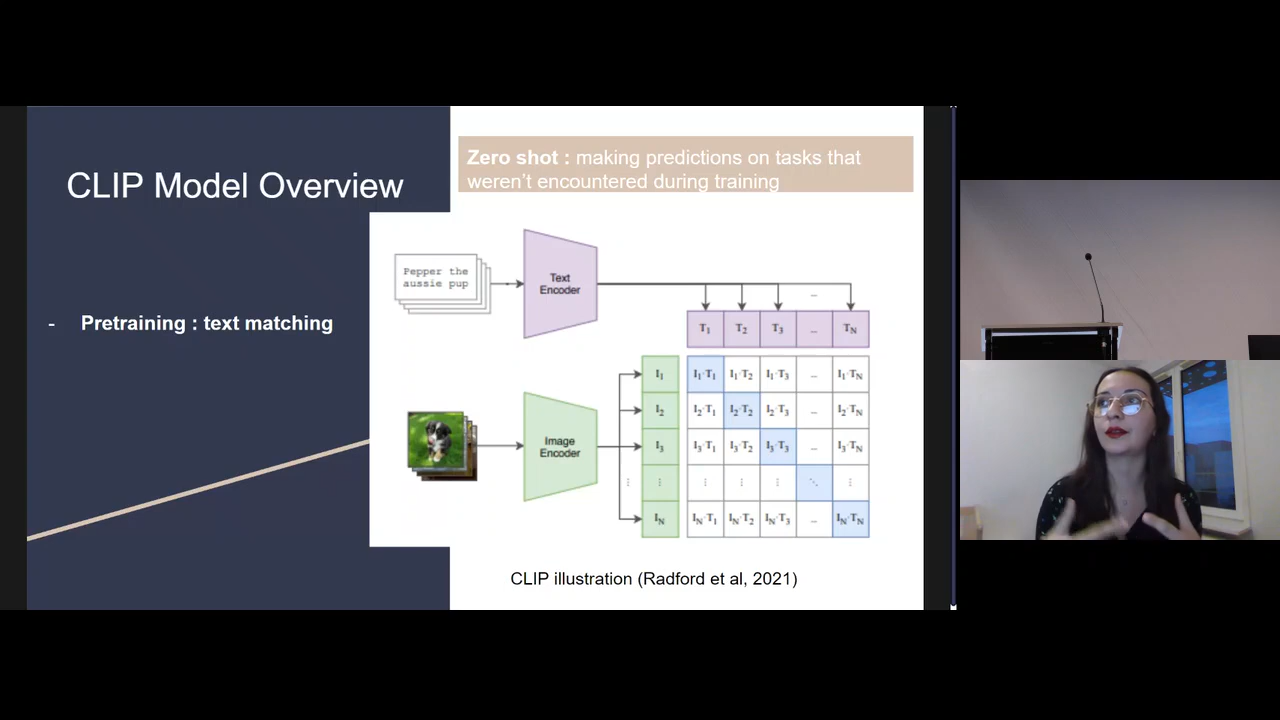 CLIP Model Overview
- Pretraining : text matching
Zero shot : making predictions on tasks that
weren't encountered during training
Pepper the
aussie pup
Text
Encoder
T1 T2 T3 ... TN
Image
Encoder
I1 I1·T1 I1·T2 I1·T3 ... I1·TN
I2 I2·T1 I2·T2 I2·T3 ... I2·TN
I3 I3·T1 I3·T2 I3·T3 ... I3·TN
⋮ ⋮ ⋮ ⋮ ⋮ ⋱ ⋮
IN IN·T1 IN·T2 IN·T3 ... IN·TN
CLIP illustration (Radford et al, 2021)